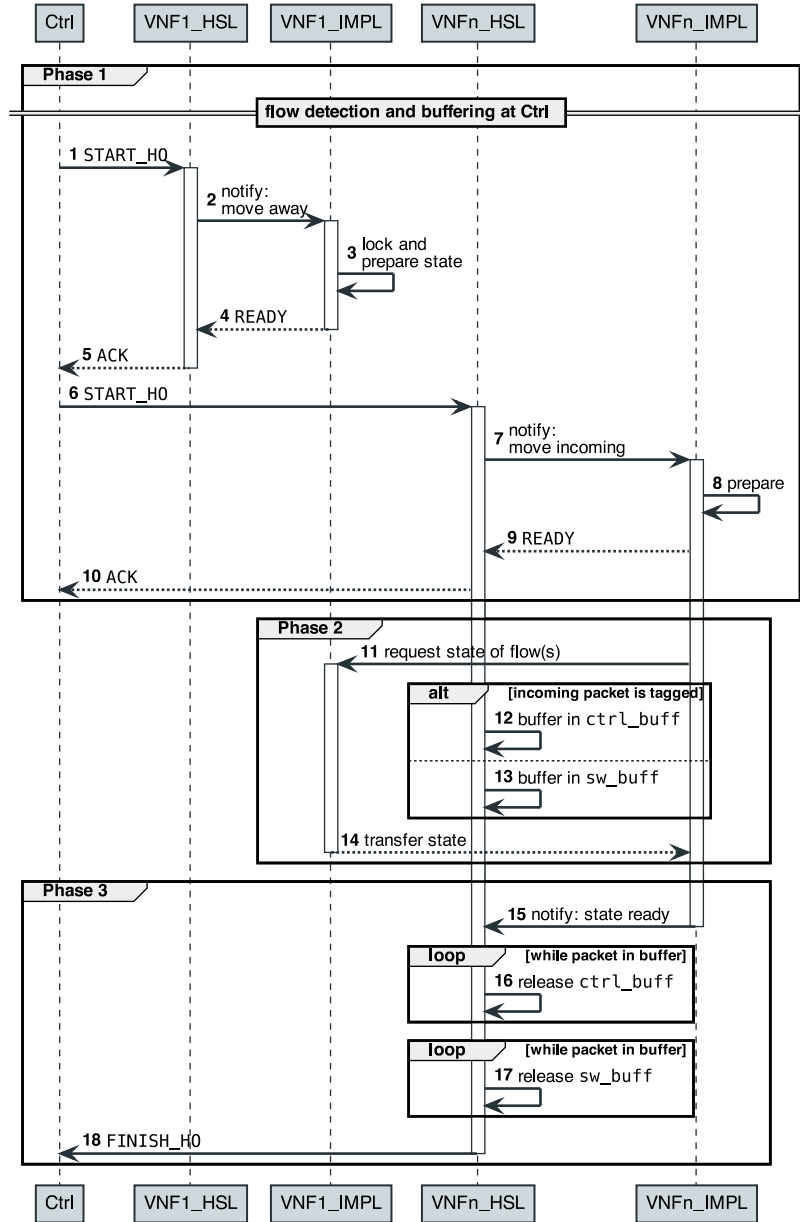 Ctrl VNF1_HSL VNF1_IMPL VNFn_HSL VNFn_IMPL
Phase 1
flow detection and buffering at Ctrl
1 START_HO
2 notify:
move away
3 lock and
prepare state
4 READY
5 ACK
6 START_HO
7 notify:
move incoming
8 prepare
9 READY
10 ACK
Phase 2
11 request state of flow(s)
alt [incoming packet is tagged]
12 buffer in ctrl_buff
13 buffer in sw_buff
14 transfer state
Phase 3
15 notify: state ready
loop [while packet in buffer]
16 release ctrl_buff
loop [while packet in buffer]
17 release sw_buff
18 FINISH_HO
Ctrl VNF1_HSL VNF1_IMPL VNFn_HSL VNFn_IMPL